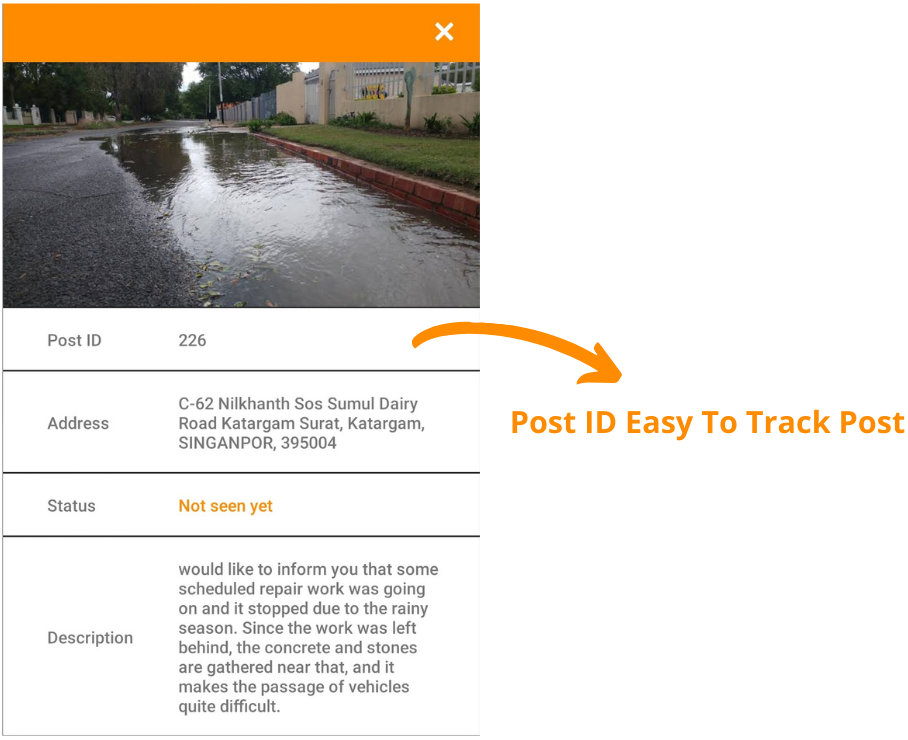 Post ID
226
Address
C-62 Nilkhanth Sos Sumul Dairy
Road Katargam Surat, Katargam,
SINGANPOR, 395004
Status
Not seen yet
Description
would like to inform you that some
scheduled repair work was going
on and it stopped due to the rainy
season. Since the work was left
behind, the concrete and stones
are gathered near that, and it
makes the passage of vehicles
quite difficult.
Post ID Easy To Track Post